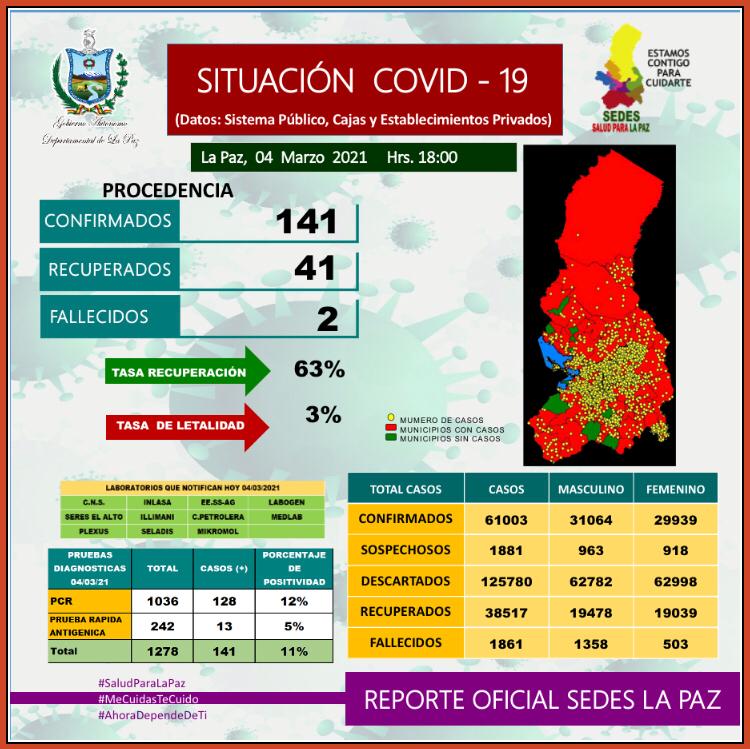 Gobierno Autónomo
Departamental de La Paz
SITUACIÓN COVID - 19
(Datos: Sistema Público, Cajas y Establecimientos Privados)
ESTAMOS
CONTIGO
PARA
CUIDARTE
SEDES
SALUD PARA LA PAZ
La Paz, 04 Marzo 2021 Hrs. 18:00
PROCEDENCIA
CONFIRMADOS 141
RECUPERADOS 41
FALLECIDOS 2
TASA RECUPERACIÓN 63%
TASA DE LETALIDAD 3%
MUMERO DE CASOS
MUNICIPIOS CON CASOS
MUNICIPIOS SIN CASOS
LABORATORIOS QUE NOTIFICAN HOY 04/03/2021
C.N.S. INLASA EE.SS-AG LABOGEN
SERES EL ALTO ILLIMANI C.PETROLERA MEDLAB
PLEXUS SELADIS MIKROMOL
PRUEBAS
DIAGNOSTICAS
04/03/21
TOTAL
CASOS (+)
PORCENTAJE
DE
POSITIVIDAD
PCR 1036 128 12%
PRUEBA RAPIDA
ANTIGENICA
242 13 5%
Total 1278 141 11%
TOTAL CASOS CASOS MASCULINO FEMENINO
CONFIRMADOS 61003 31064 29939
SOSPECHOSOS 1881 963 918
DESCARTADOS 125780 62782 62998
RECUPERADOS 38517 19478 19039
FALLECIDOS 1861 1358 503
#SaludParaLaPaz
#MeCuidasTeCuido
#AhoraDependeDeTi
REPORTE OFICIAL SEDES LA PAZ